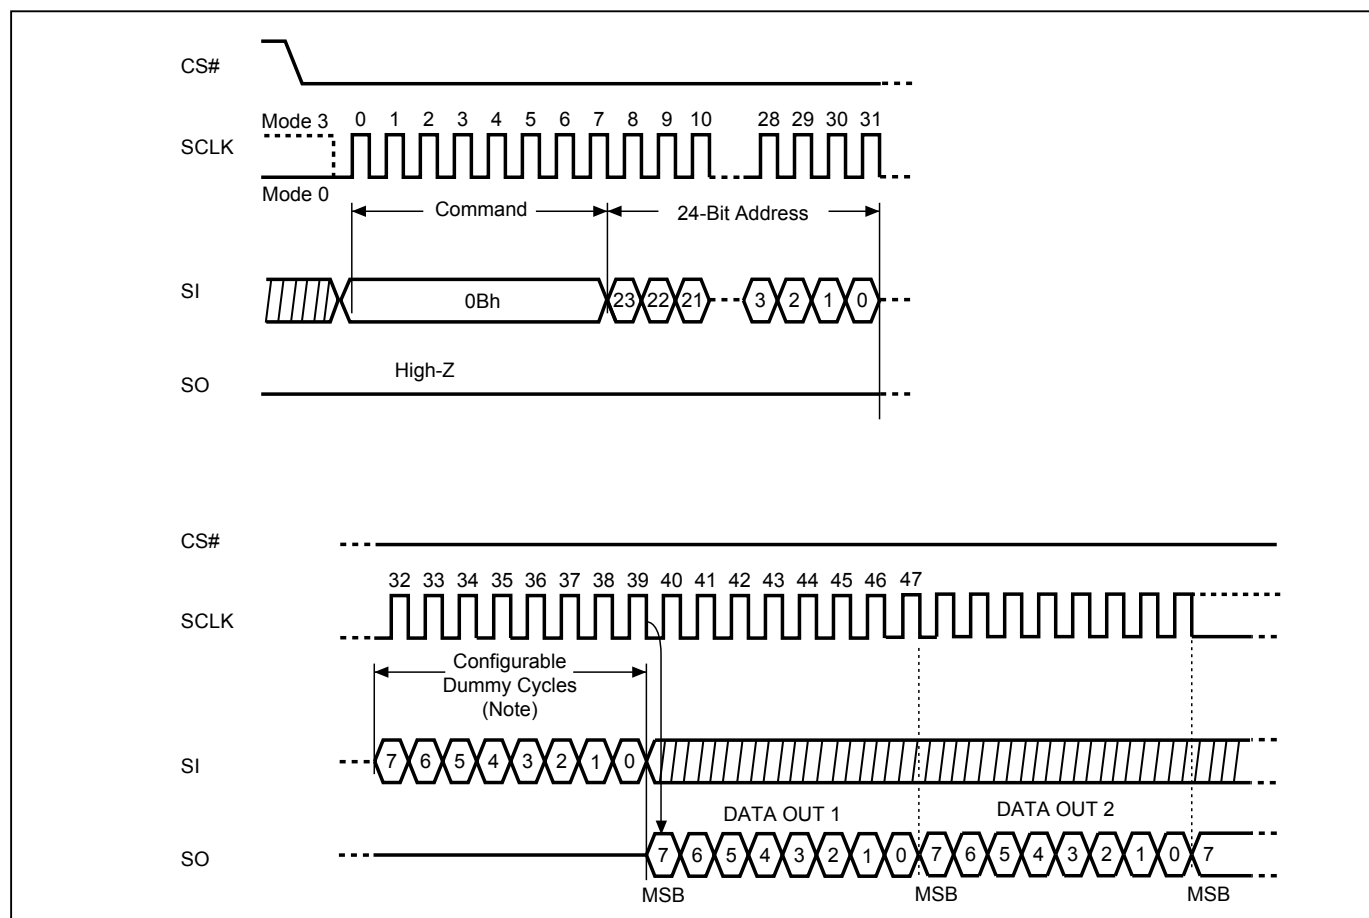 CS#
Mode 3 0 1 2 3 4 5 6 7 8 9 10 28 29 30 31
SCLK
Mode 0
Command 24-Bit Address
SI 0Bh 23 22 21 3 2 1 0
High-Z
SO
CS#
32 33 34 35 36 37 38 39 40 41 42 43 44 45 46 47
SCLK
Configurable
Dummy Cycles
(Note)
SI 7 6 5 4 3 2 1 0
DATA OUT 1 DATA OUT 2
SO 7 6 5 4 3 2 1 0 7 6 5 4 3 2 1 0 7
MSB MSB MSB